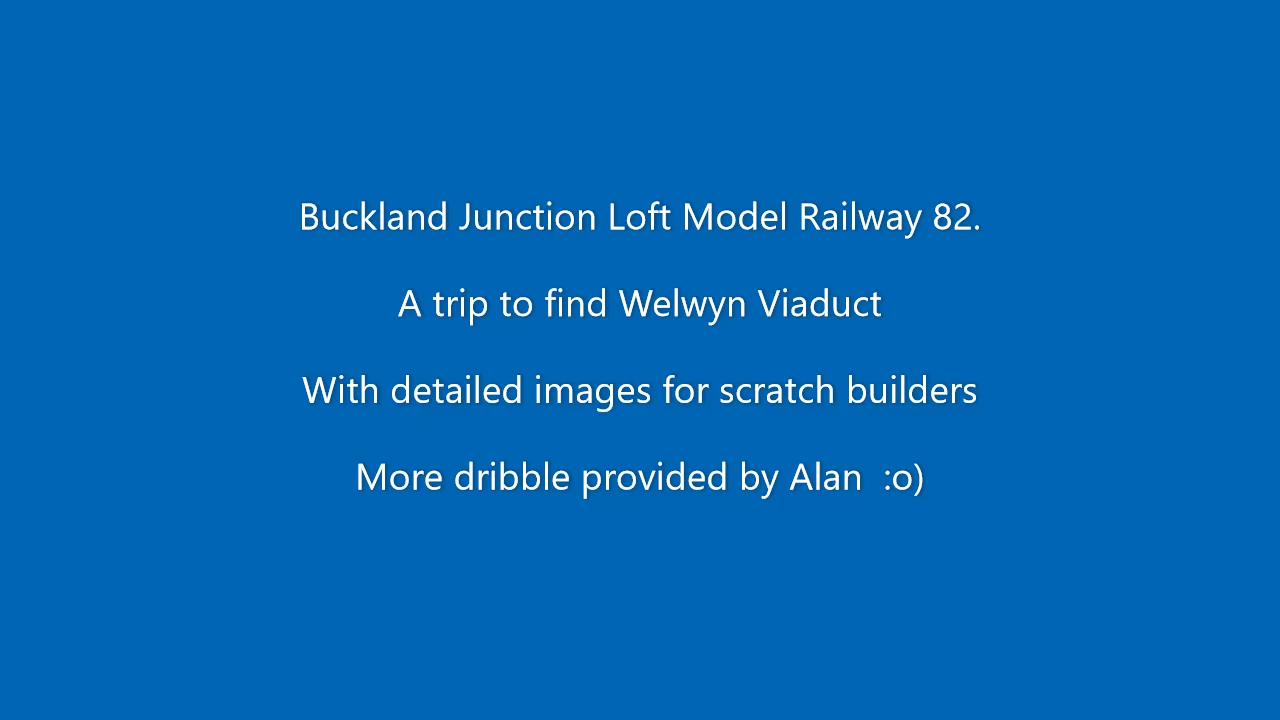 Buckland Junction Loft Model Railway 82.
A trip to find Welwyn Viaduct
With detailed images for scratch builders
More dribble provided by Alan  :o)